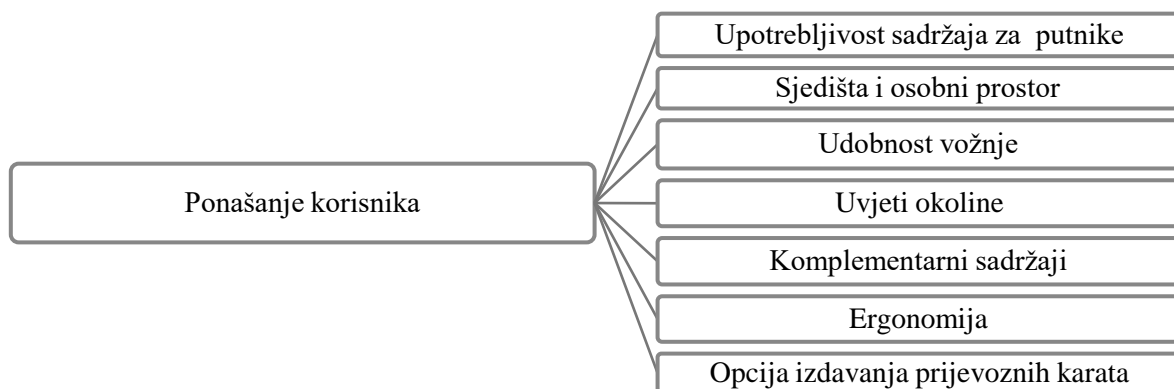 Upotrebljivost sadržaja za  putnike
Sjedišta i osobni prostor
Udobnost vožnje
Ponašanje korisnika
Uvjeti okoline
Komplementarni sadržaji
Ergonomija
Opcija izdavanja prijevoznih karata